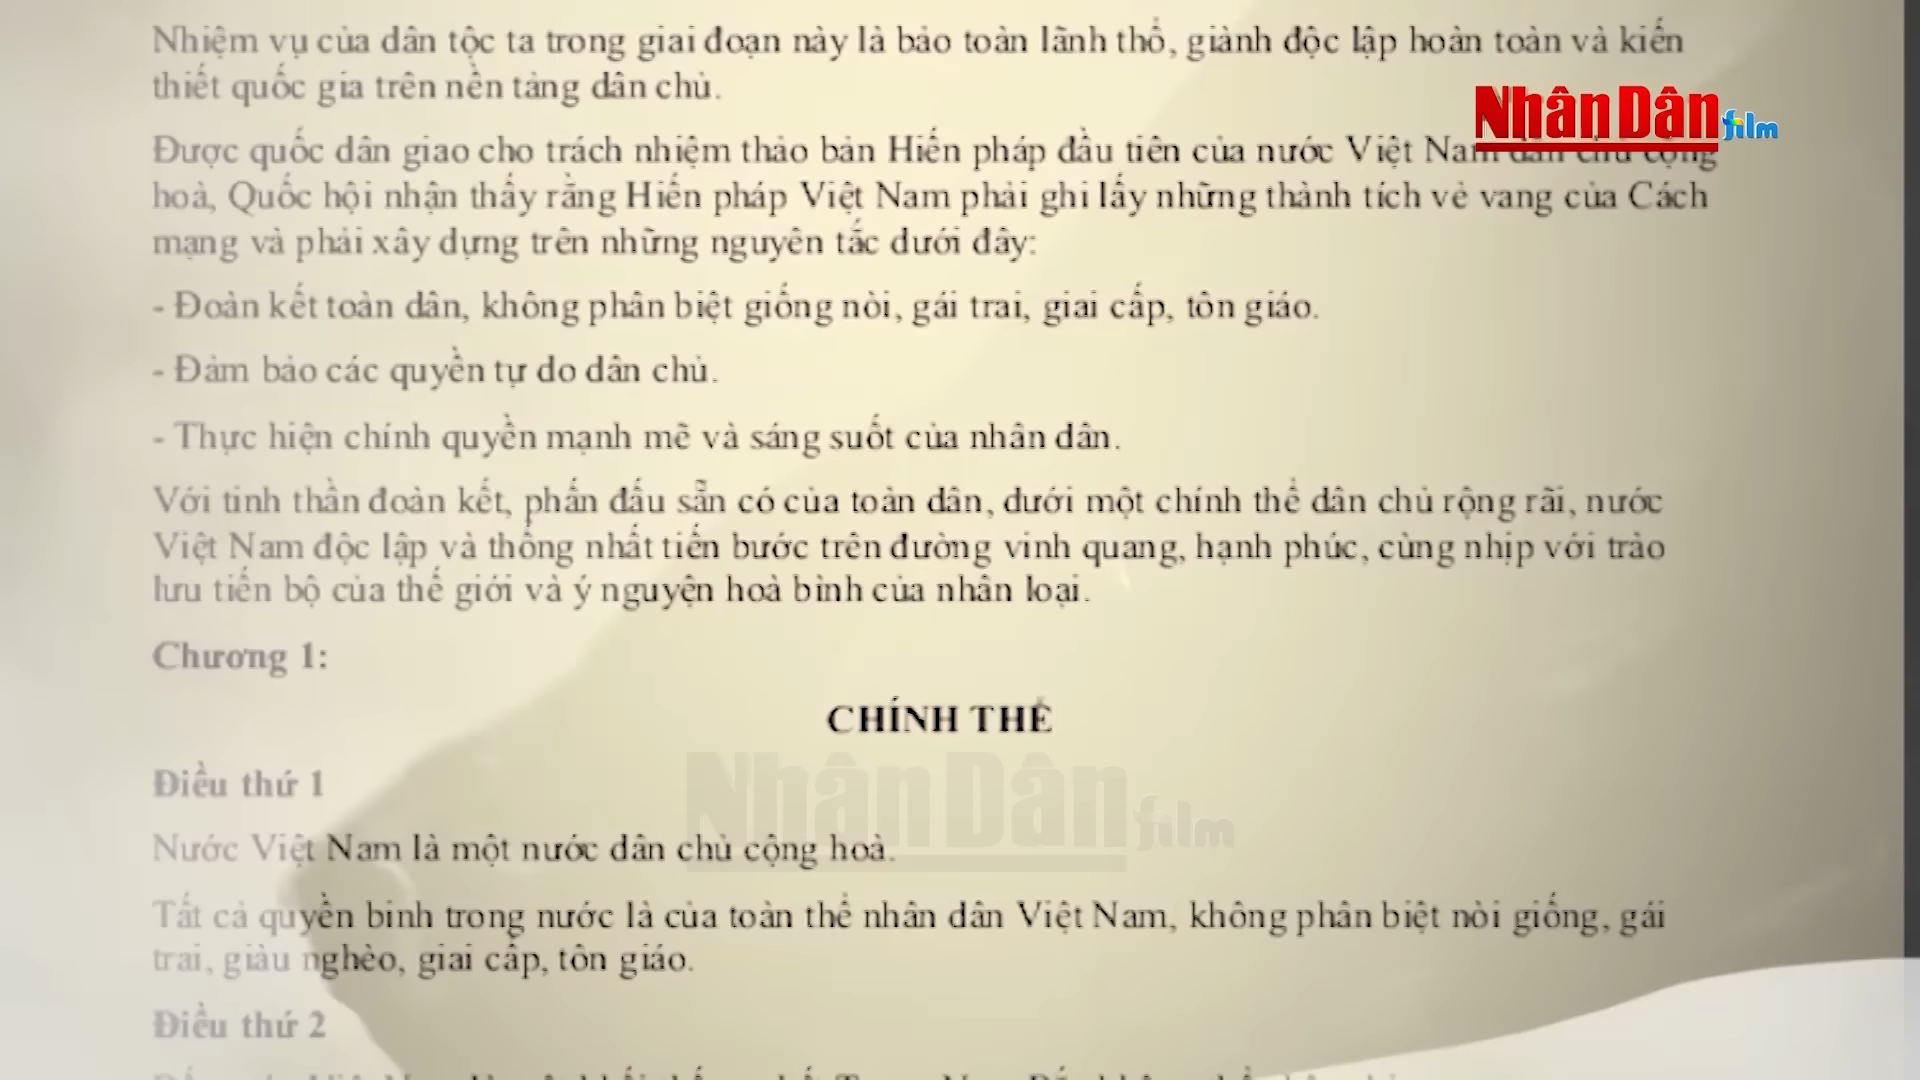 Nhiệm vụ của dân tộc ta trong giai đoạn này là bảo toàn lãnh thổ, giành độc lập hoàn toàn và kiến
thiết quốc gia trên nền tảng dân chủ.
Nhân Dân film
Được quốc dân giao cho trách nhiệm thảo bản Hiến pháp đầu tiên của nước Việt Nam dân chủ cộng
hoà, Quốc hội nhận thấy rằng Hiến pháp Việt Nam phải ghi lấy những thành tích vẻ vang của Cách
mạng và phải xây dựng trên những nguyên tắc dưới đây:
- Đoàn kết toàn dân, không phân biệt giống nòi, gái trai, giai cấp, tôn giáo.
- Đảm bảo các quyền tự do dân chủ.
- Thực hiện chính quyền mạnh mẽ và sáng suốt của nhân dân.
Với tinh thần đoàn kết, phấn đấu sẵn có của toàn dân, dưới một chính thể dân chủ rộng rãi, nước
Việt Nam độc lập và thống nhất tiến bước trên đường vinh quang, hạnh phúc, cùng nhịp với trào
lưu tiến bộ của thế giới và ý nguyện hoà bình của nhân loại.
Chương 1:
CHÍNH THỂ
Điều thứ 1
Nhân Dân film
Nước Việt Nam là một nước dân chủ cộng hoà.
Tất cả quyền binh trong nước là của toàn thể nhân dân Việt Nam, không phân biệt nòi giống, gái
trai, giàu nghèo, giai cấp, tôn giáo.
Điều thứ 2